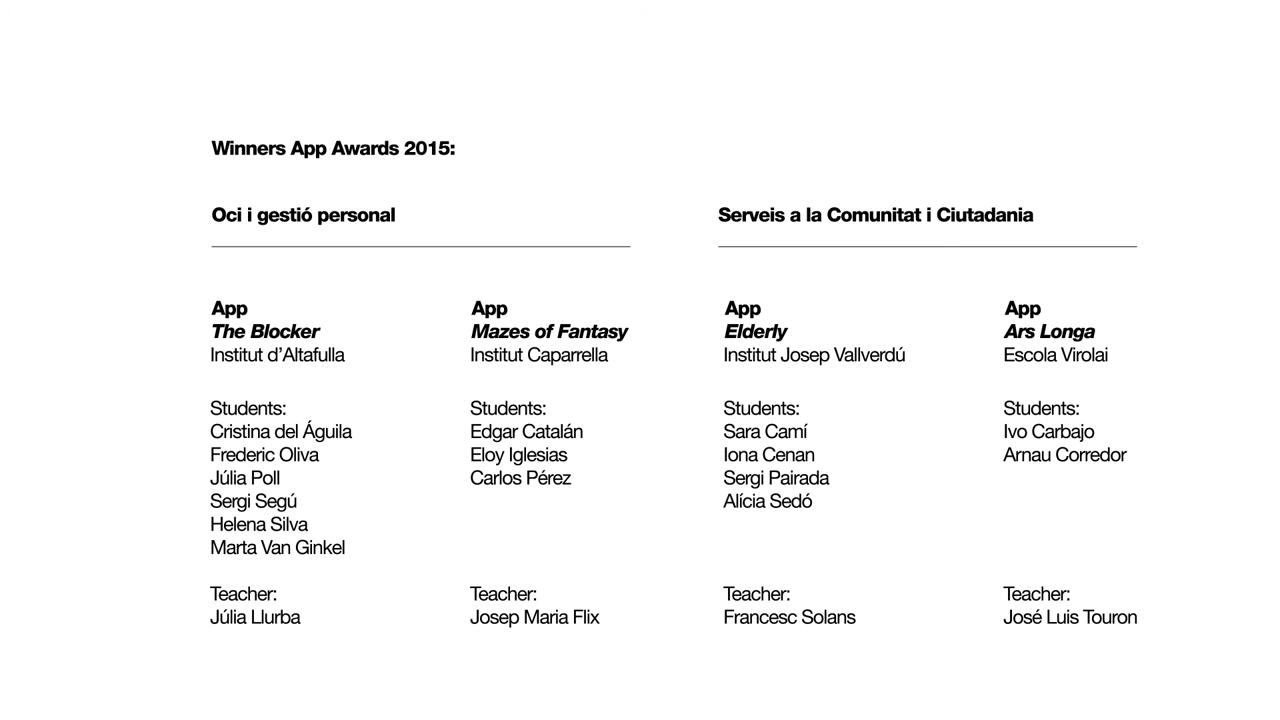 Winners App Awards 2015:
Oci i gestió personal
App
The Blocker
Institut d’Altafulla
Students:
Cristina del Águila
Frederic Oliva
Júlia Poll
Sergi Segú
Helena Silva
Marta Van Ginkel
Teacher:
Júlia Llurba
App
Mazes of Fantasy
Institut Caparrella
Students:
Edgar Catalán
Eloy Iglesias
Carlos Pérez
Teacher:
Josep Maria Flix
Serveis a la Comunitat i Ciutadania
App
Elderly
Institut Josep Vallverdú
Students:
Sara Camí
Iona Cenan
Sergi Pairada
Alícia Sedó
Teacher:
Francesc Solans
App
Ars Longa
Escola Virolai
Students:
Ivo Carbajo
Arnau Corredor
Teacher:
José Luis Touron